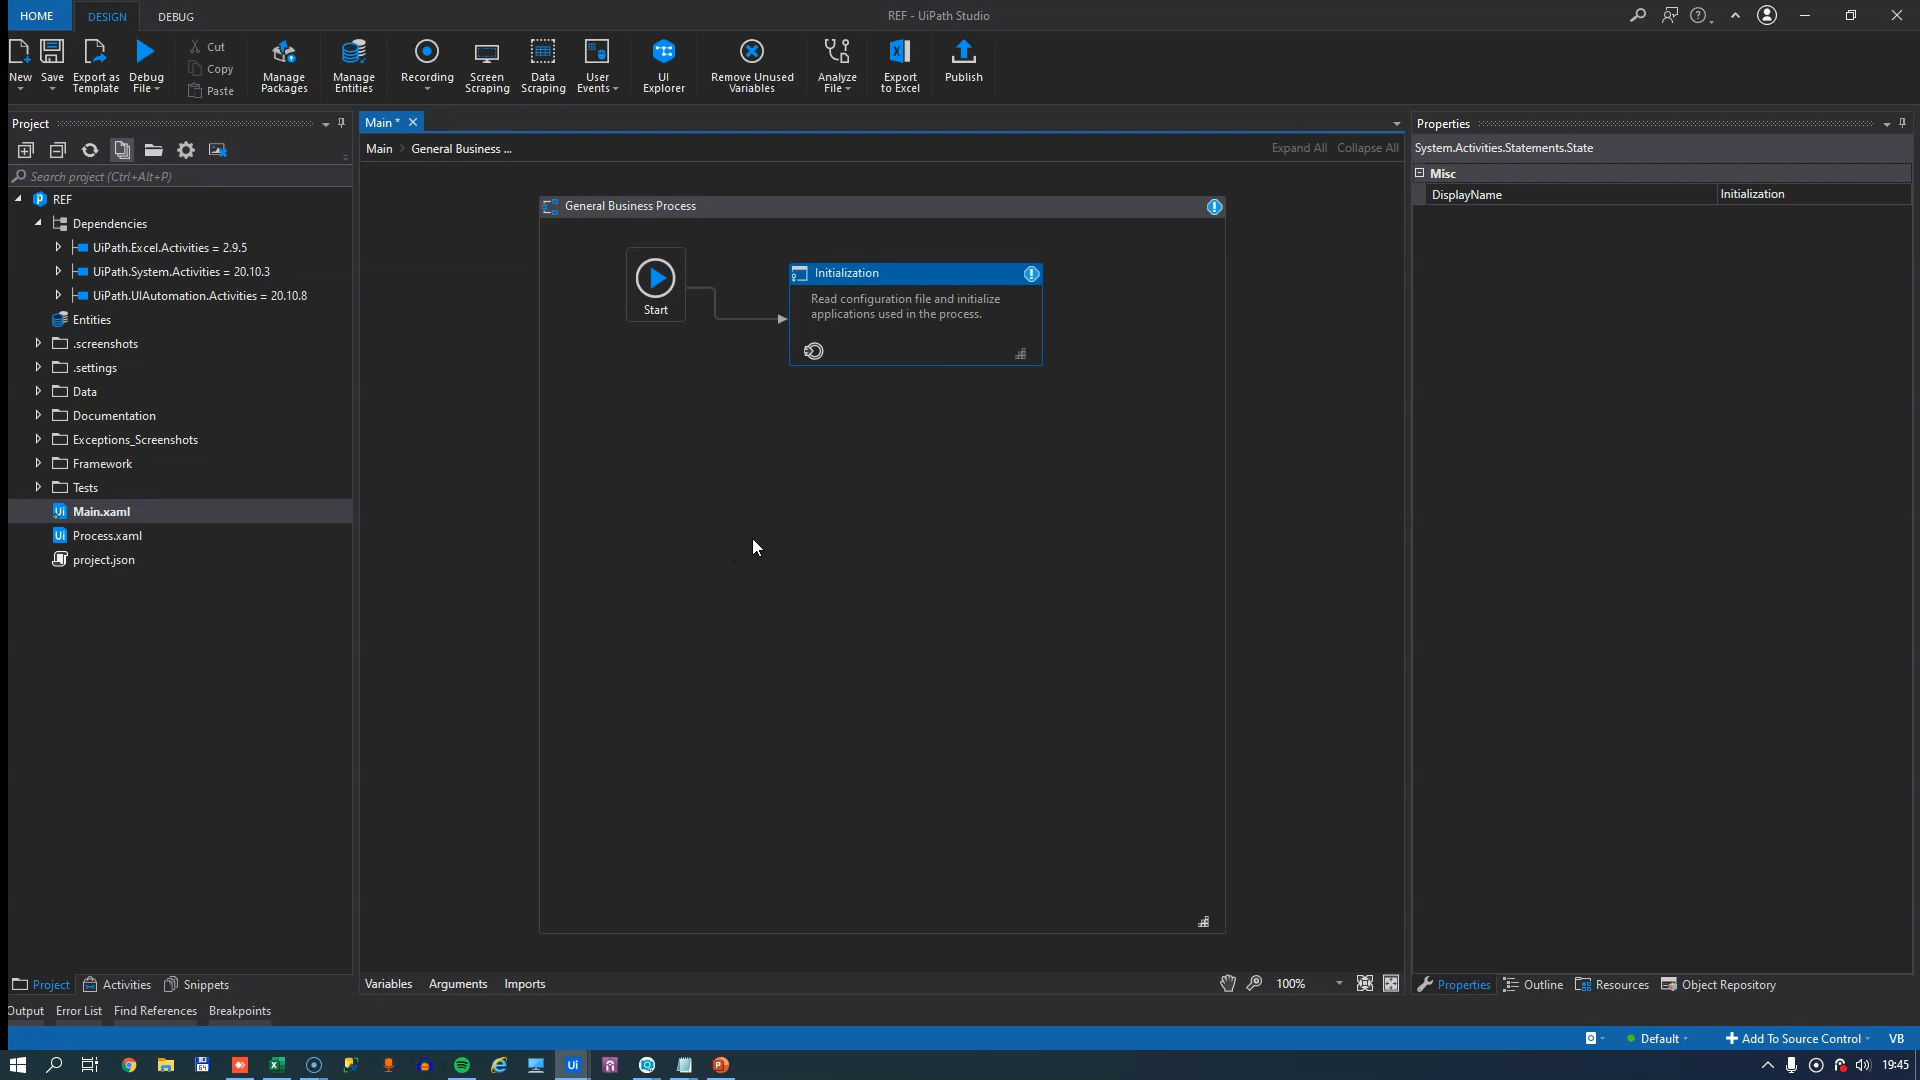 HOME
DESIGN
DEBUG
REF - UiPath Studio
New
Save
Export as
Template
Debug
File
Cut
Copy
Paste
Manage
Packages
Manage
Entities
Recording
Screen
Scraping
Data
Scraping
User
Events
UI
Explorer
Remove Unused
Variables
Analyze
File
Export
to Excel
Publish
Project
Search project (Ctrl+Alt+P)
REF
Dependencies
UiPath.Excel.Activities = 2.9.5
UiPath.System.Activities = 20.10.3
UiPath.UIAutomation.Activities = 20.10.8
Entities
.screenshots
.settings
Data
Documentation
Exceptions_Screenshots
Framework
Tests
Main.xaml
Process.xaml
project.json
Main *
Main
General Business ...
Expand All
Collapse All
General Business Process
Start
Initialization
Read configuration file and initialize
applications used in the process.
Properties
System.Activities.Statements.State
Misc
DisplayName
Initialization
Project
Activities
Snippets
Variables
Arguments
Imports
100%
Properties
Outline
Resources
Object Repository
Output
Error List
Find References
Breakpoints
Default
Add To Source Control
VB
19:45